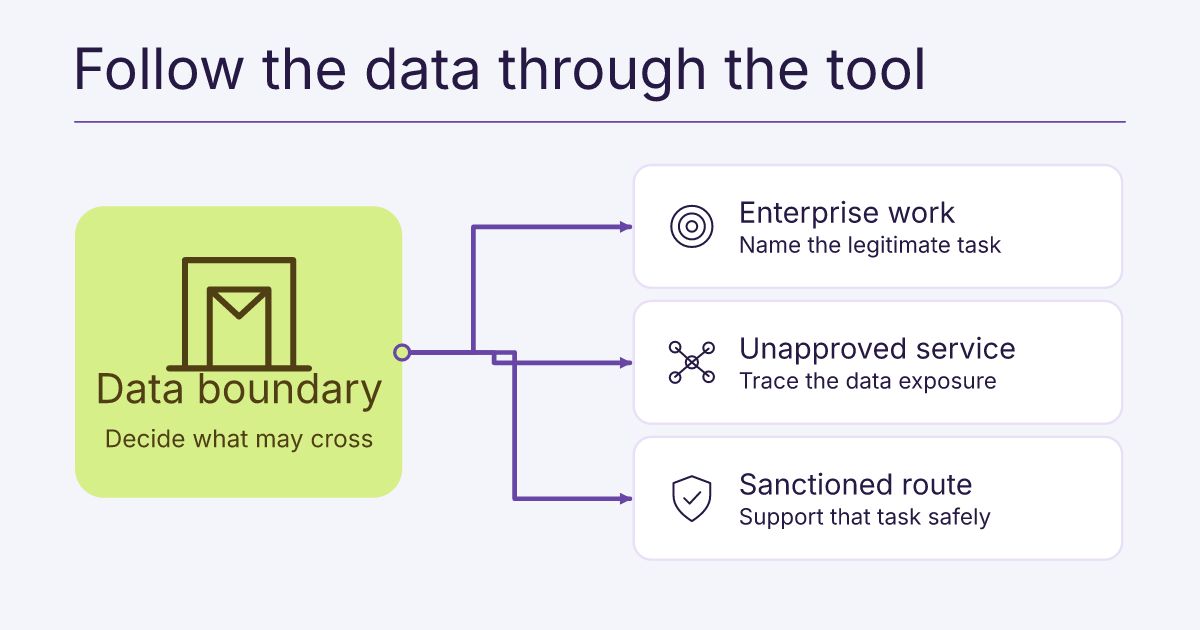 Follow the data through the tool
Data boundary
Decide what may cross
Enterprise work
Name the legitimate task
Unapproved service
Trace the data exposure
Sanctioned route
Support that task safely